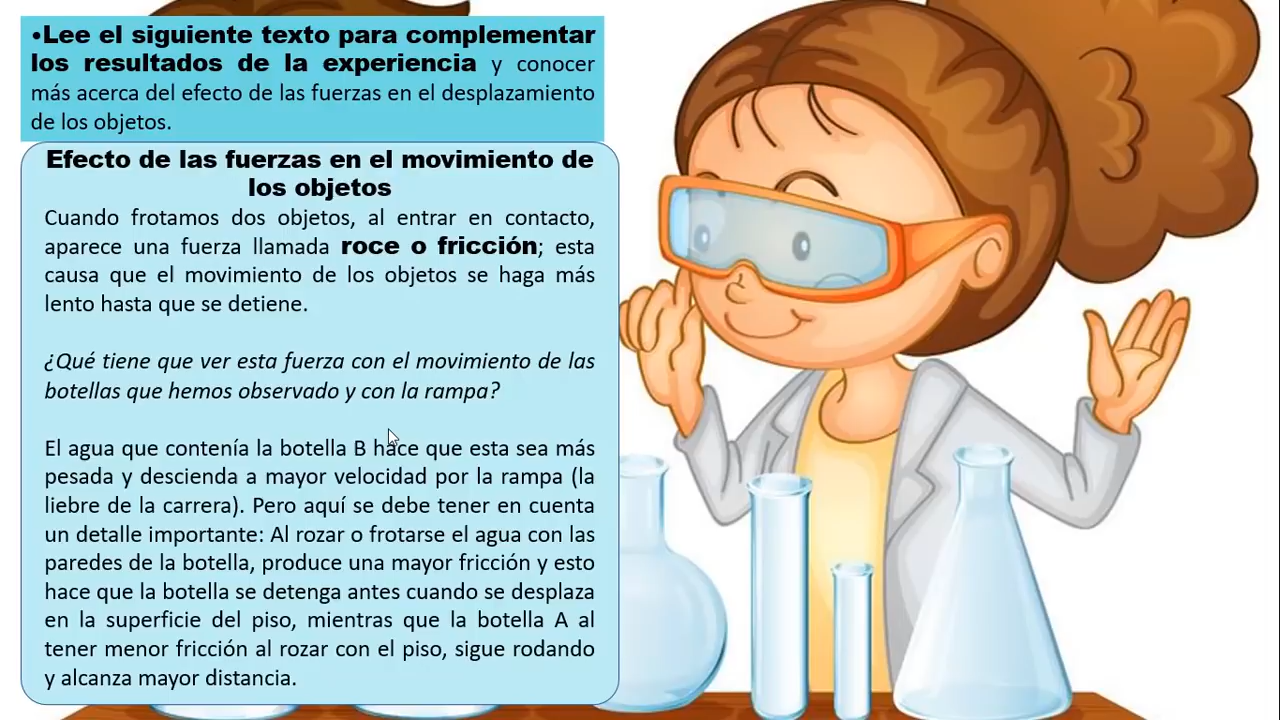 •Lee el siguiente texto para complementar
los resultados de la experiencia y conocer
más acerca del efecto de las fuerzas en el desplazamiento
de los objetos.
Efecto de las fuerzas en el movimiento de
los objetos
Cuando frotamos dos objetos, al entrar en contacto,
aparece una fuerza llamada roce o fricción; esta
causa que el movimiento de los objetos se haga más
lento hasta que se detiene.
¿Qué tiene que ver esta fuerza con el movimiento de las
botellas que hemos observado y con la rampa?
El agua que contenía la botella B hace que esta sea más
pesada y descienda a mayor velocidad por la rampa (la
liebre de la carrera). Pero aquí se debe tener en cuenta
un detalle importante: Al rozar o frotarse el agua con las
paredes de la botella, produce una mayor fricción y esto
hace que la botella se detenga antes cuando se desplaza
en la superficie del piso, mientras que la botella A al
tener menor fricción al rozar con el piso, sigue rodando
y alcanza mayor distancia.